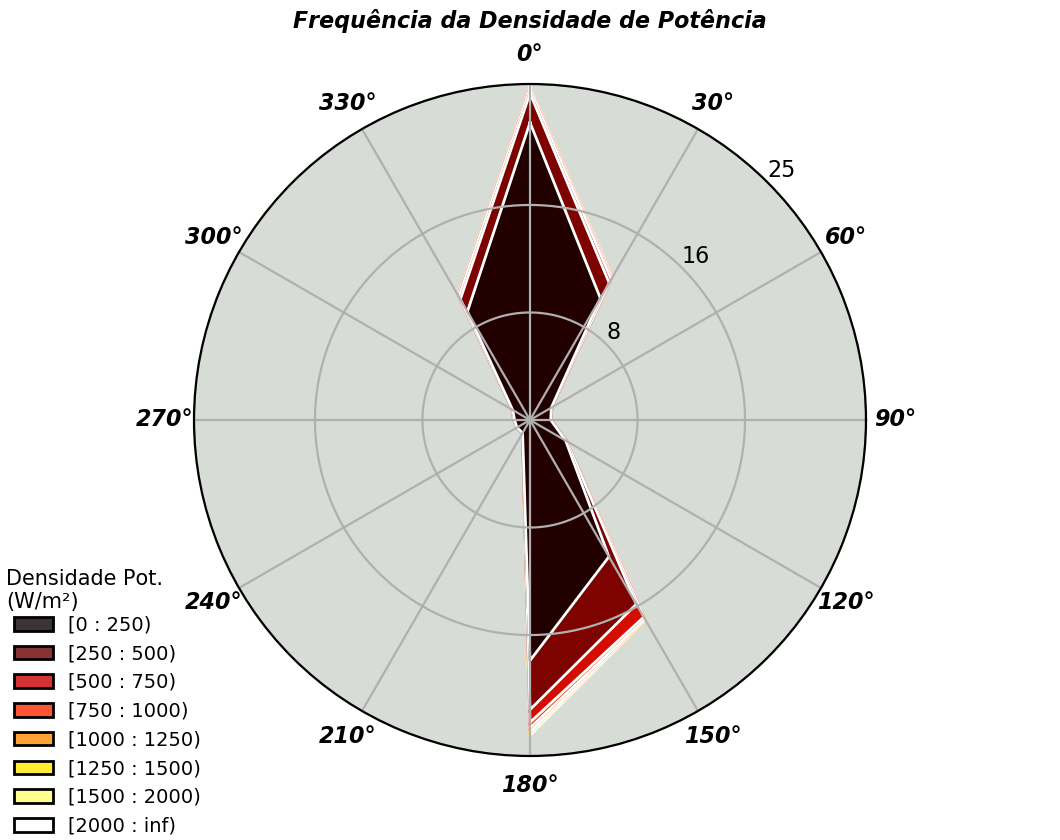 Frequência da Densidade de Potência
0°
330°
30°
25
300°
60°
16
8
270°
90°
240°
120°
210°
150°
180°
Densidade Pot.
(W/m²)
[0 : 250)
[250 : 500)
[500 : 750)
[750 : 1000)
[1000 : 1250)
[1250 : 1500)
[1500 : 2000)
[2000 : inf)